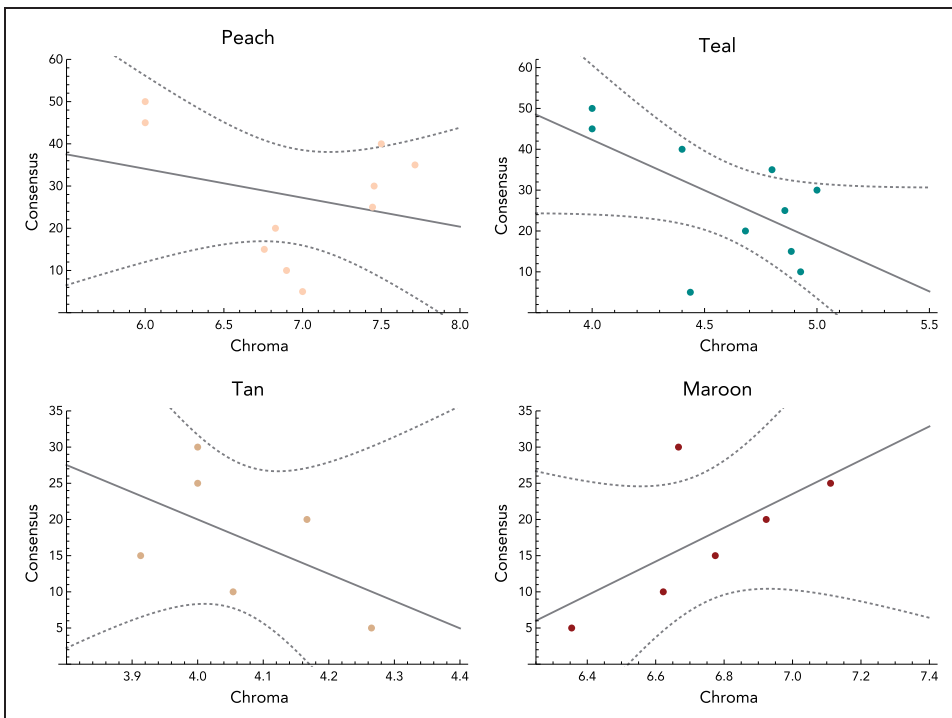 Peach
60
50
40
30
20
10
Consensus
6.0 6.5 7.0 7.5 8.0
Chroma
Teal
60
50
40
30
20
10
Consensus
4.0 4.5 5.0 5.5
Chroma
Tan
35
30
25
20
15
10
5
Consensus
3.9 4.0 4.1 4.2 4.3 4.4
Chroma
Maroon
35
30
25
20
15
10
5
Consensus
6.4 6.6 6.8 7.0 7.2 7.4
Chroma